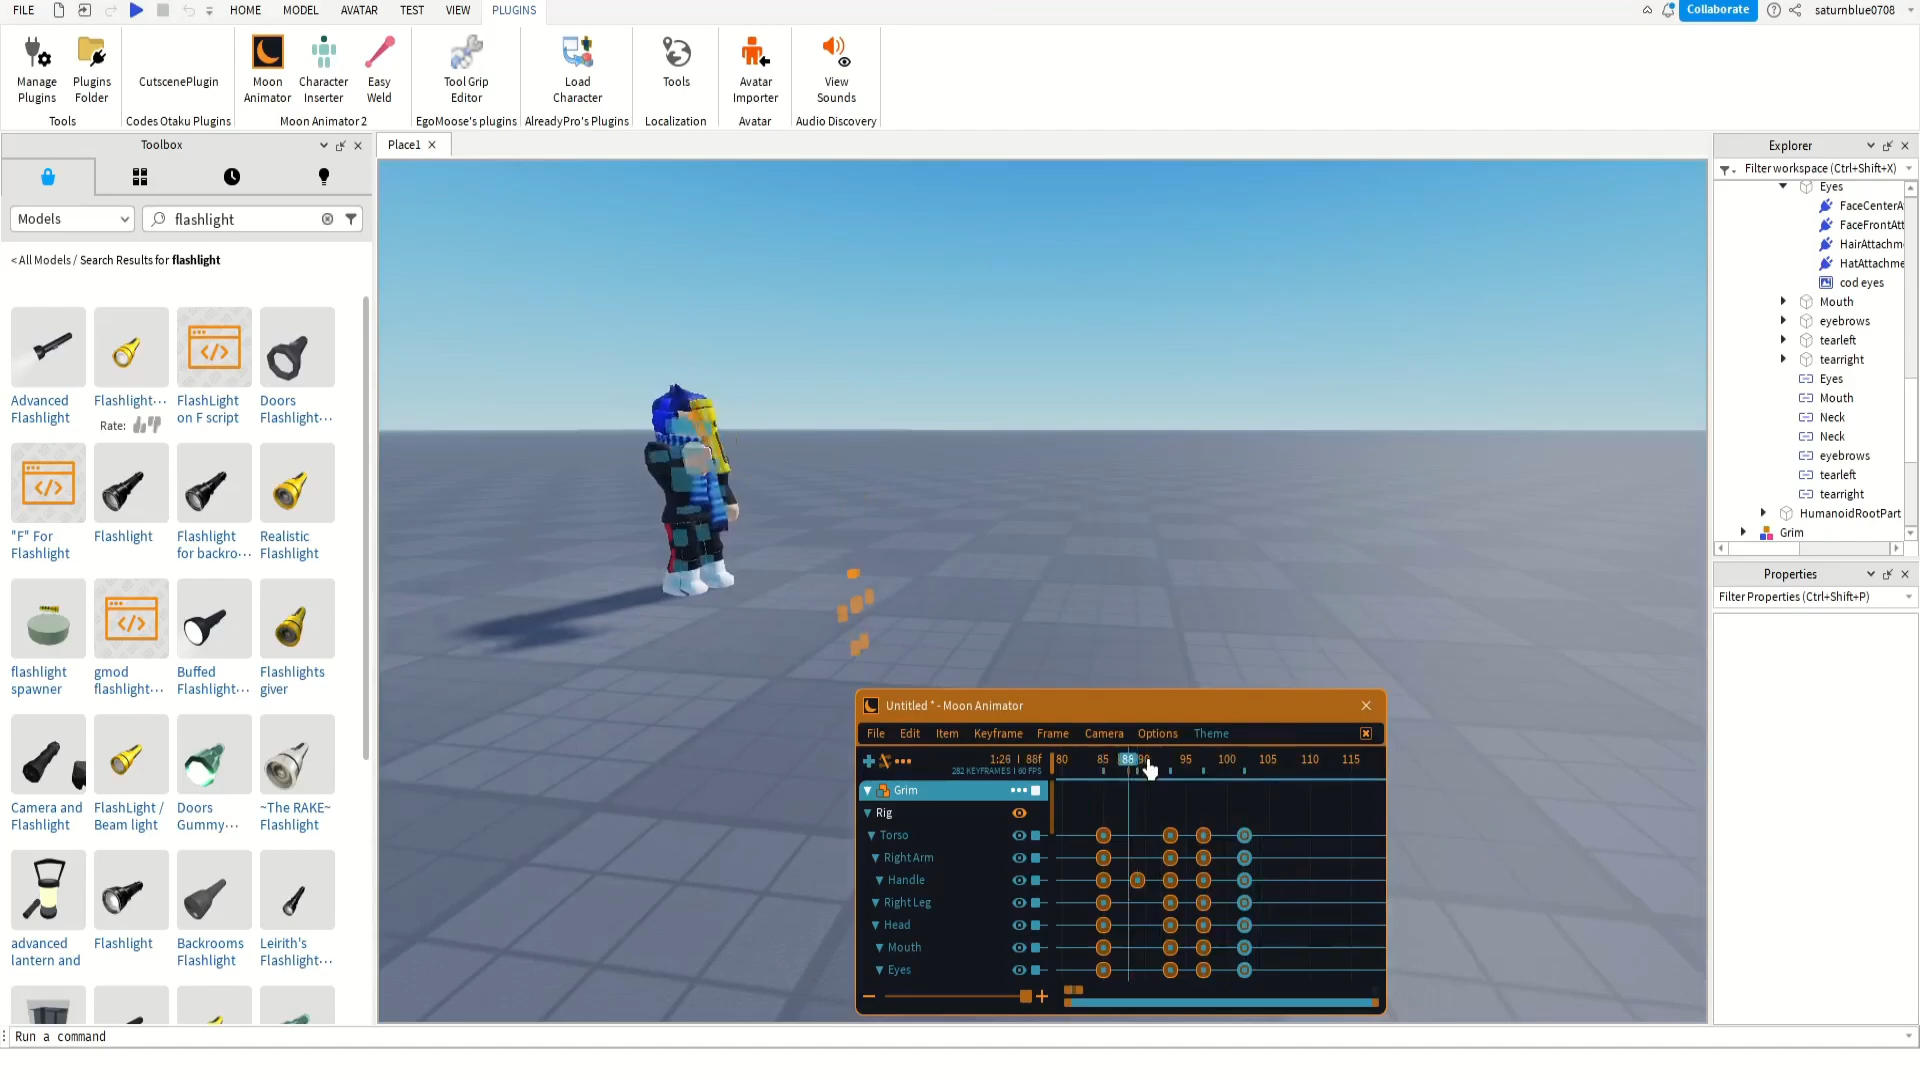 FILE HOME MODEL AVATAR TEST VIEW PLUGINS Collaborate saturnblue0708
Manage Plugins
Plugins Folder
CutscenePlugin
Moon Animator
Character Inserter
Easy Weld
Tool Grip Editor
Load Character
Tools
Avatar Importer
View Sounds
Tools Codes Otaku Plugins Moon Animator 2 EgoMoose's plugins AlreadyPro's Plugins Localization Avatar Audio Discovery
Toolbox
Place1
Models flashlight
< All Models / Search Results for flashlight
Advanced Flashlight
Flashlight···
FlashLight on F script
Doors Flashlight···
Rate:
"F" For Flashlight
Flashlight
Flashlight for backro···
Realistic Flashlight
flashlight spawner
gmod flashlight···
Buffed Flashlight···
Flashlights giver
Camera and Flashlight
FlashLight / Beam light
Doors Gummy···
~The RAKE~ Flashlight
advanced lantern and
Flashlight
Backrooms Flashlight
Leirith's Flashlight···
Untitled * - Moon Animator
File Edit Item Keyframe Frame Camera Options Theme
1:26 | 88f 80 85 88 90 95 100 105 110 115
282 KEYFRAMES | 60 FPS
Grim
Rig
Torso
Right Arm
Handle
Right Leg
Head
Mouth
Eyes
Explorer
Filter workspace (Ctrl+Shift+X)
Eyes
FaceCenterA
FaceFrontAtt
HairAttachm
HatAttachme
cod eyes
Mouth
eyebrows
tearleft
tearright
Eyes
Mouth
Neck
Neck
eyebrows
tearleft
tearright
HumanoidRootPart
Grim
Properties
Filter Properties (Ctrl+Shift+P)
Run a command